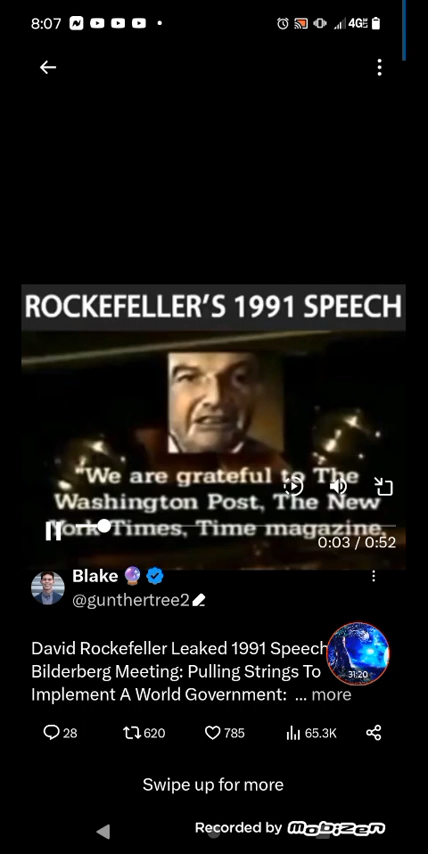 8:07
4G
ROCKEFELLER'S 1991 SPEECH
"We are grateful to The
Washington Post, The New
York Times, Time magazine,
0:03 / 0:52
Blake
@gunthertree2
David Rockefeller Leaked 1991 Speech
Bilderberg Meeting: Pulling Strings To
31:20
Implement A World Government: ... more
28
620
785
65.3K
Swipe up for more
Recorded by Mobizen